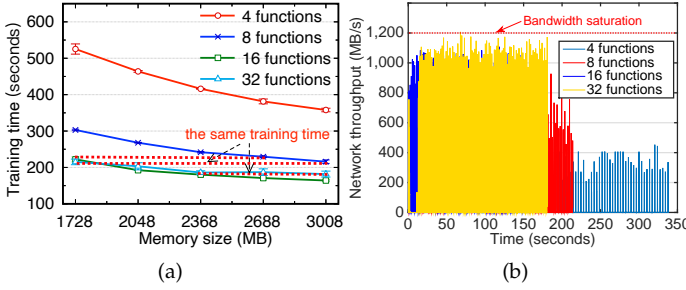 600
500
400
300
200
100
Training time (seconds)
4 functions
8 functions
16 functions
32 functions
the same training time
1728 2048 2368 2688 3008
Memory size (MB)
(a)
Network throughput (MB/s)
1,200
1,000
800
600
400
200
0
Bandwidth saturation
4 functions
8 functions
16 functions
32 functions
0 50 100 150 200 250 300 350
Time (seconds)
(b)